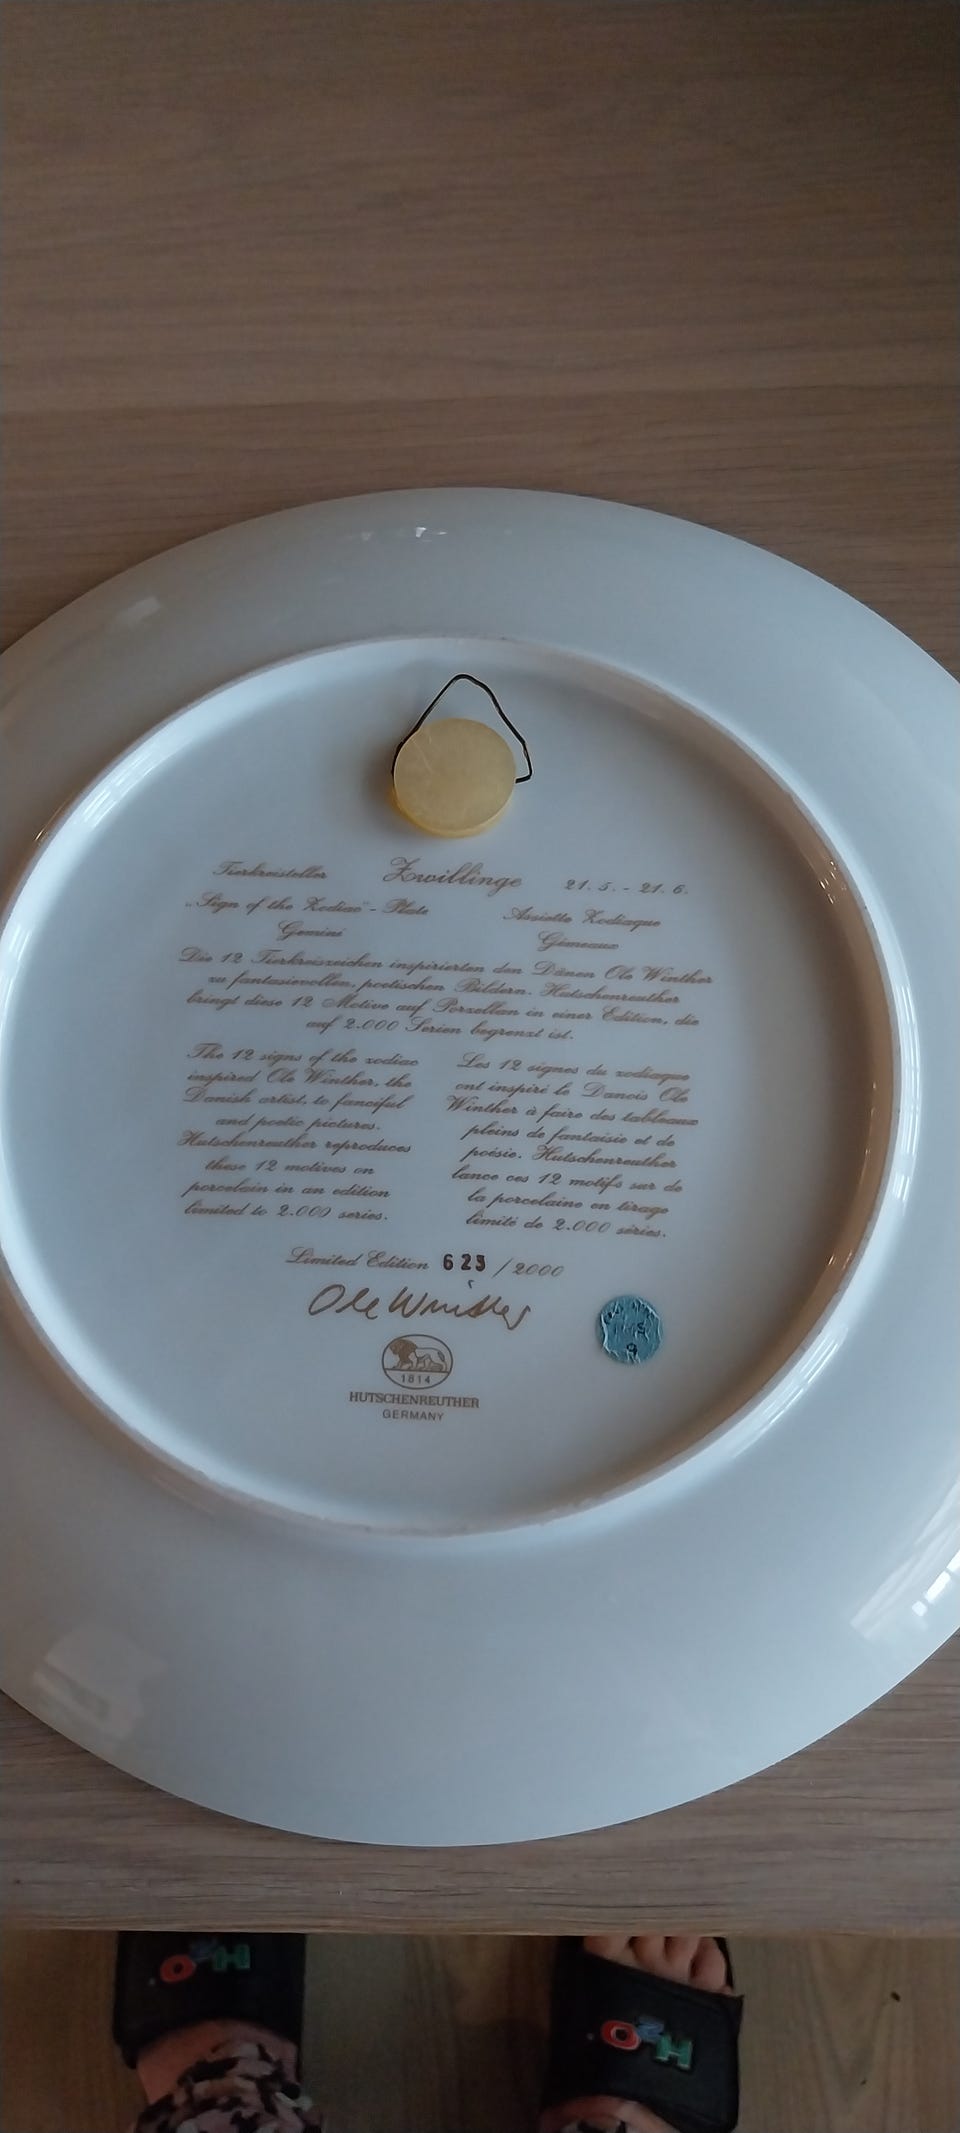 Tierkreisteller Zwillinge 21. 5. - 21. 6.
„Sign of the Zodiac" - Plate
Gemini
Assiette Zodiaque
Gémeaux
Die 12 Tierkreiszeichen inspirierten den Dänen Ole Winther
zu fantasievollen, poetischen Bildern. Hutschenreuther
bringt diese 12 Motive auf Porzellan in einer Edition, die
auf 2.000 Serien begrenzt ist.
The 12 signs of the zodiac
inspired Ole Winther, the
Danish artist, to fanciful
and poetic pictures.
Hutschenreuther reproduces
these 12 motives on
porcelain in an edition
limited to 2.000 series.
Les 12 signes du zodiaque
ont inspiré le Danois Ole
Winther à faire des tableaux
pleins de fantaisie et de
poésie. Hutschenreuther
lance ces 12 motifs sur de
la porcelaine en tirage
limité de 2.000 séries.
Limited Edition 625 / 2000
Ole Winther
1814
HUTSCHENREUTHER
GERMANY
H2O
H2O